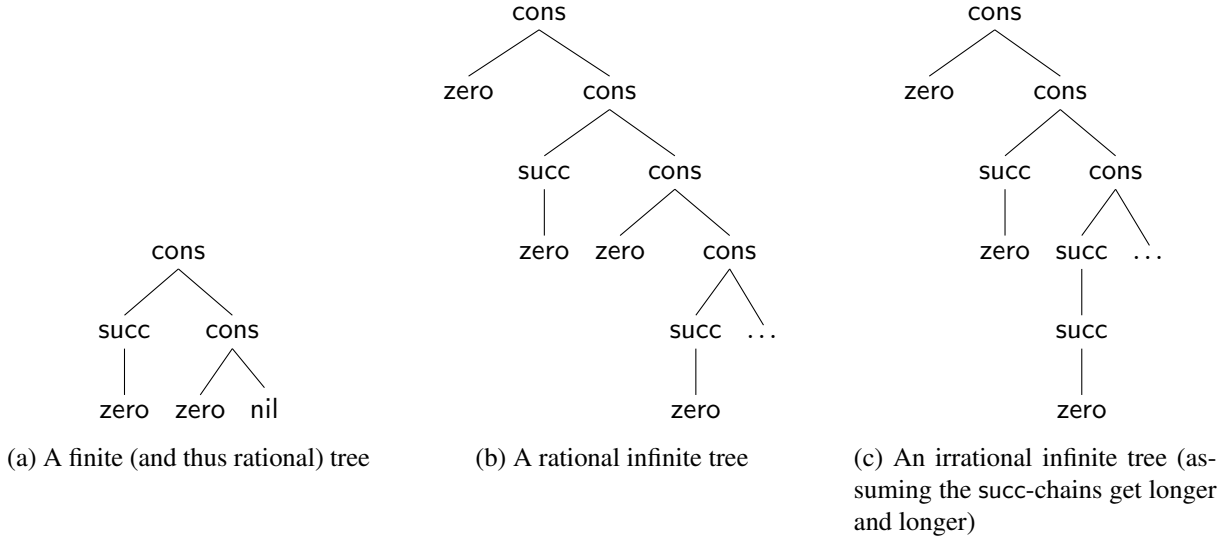 cons
zero cons
succ cons
zero zero cons
succ ...
zero
cons
zero cons
succ cons
zero succ ...
succ
zero
cons
succ cons
zero zero nil
(a) A finite (and thus rational) tree
(b) A rational infinite tree
(c) An irrational infinite tree (as-
suming the succ-chains get longer
and longer)